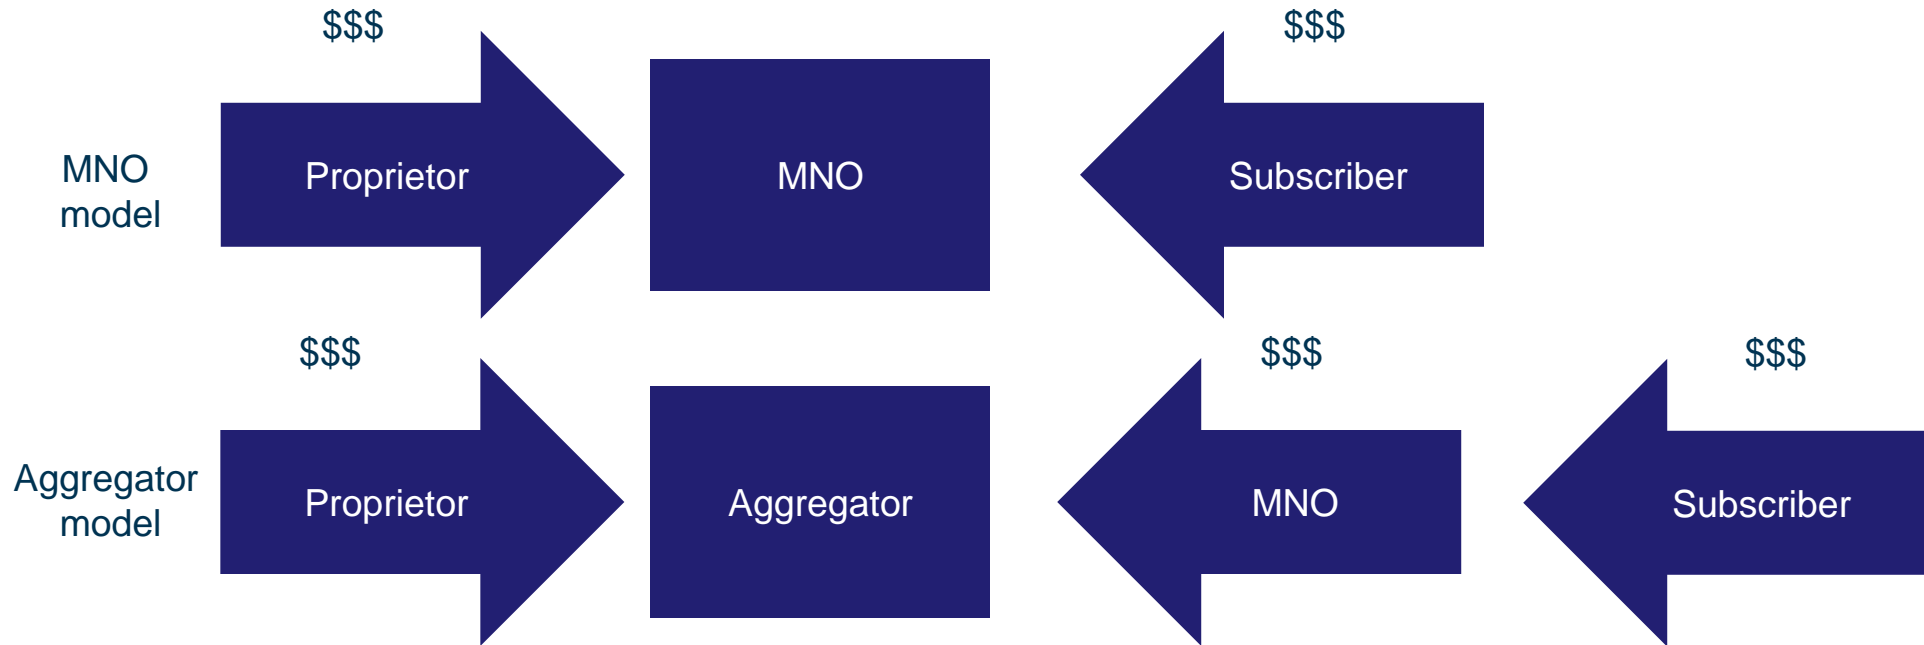 $$$
$$$
MNO
model
Proprietor
MNO
Subscriber
$$$
$$$
$$$
Aggregator
model
Proprietor
Aggregator
MNO
Subscriber